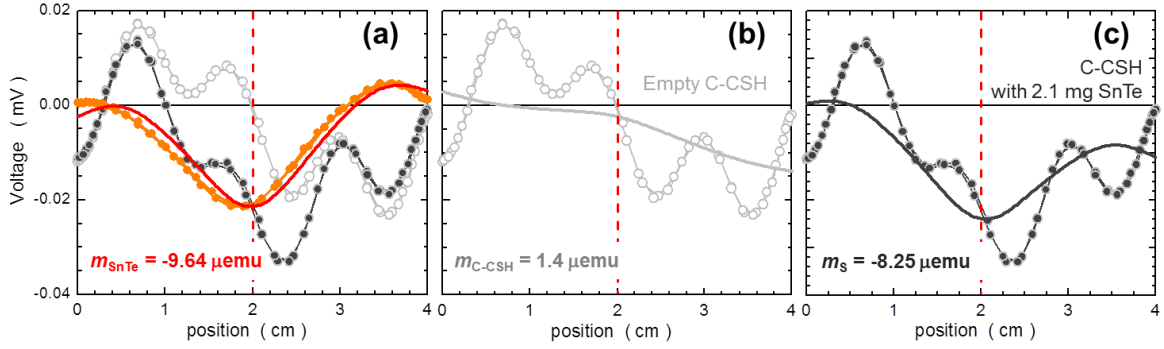 (a)
(b)
(c)
Empty C-CSH
C-CSH
with 2.1 mg SnTe
Voltage ( mV )
0.02
0.00
-0.02
-0.04
m_SnTe = -9.64 μemu
m_C-CSH = 1.4 μemu
m_S = -8.25 μemu
0 1 2 3 4
0 1 2 3 4
0 1 2 3 4
position ( cm )
position ( cm )
position ( cm )